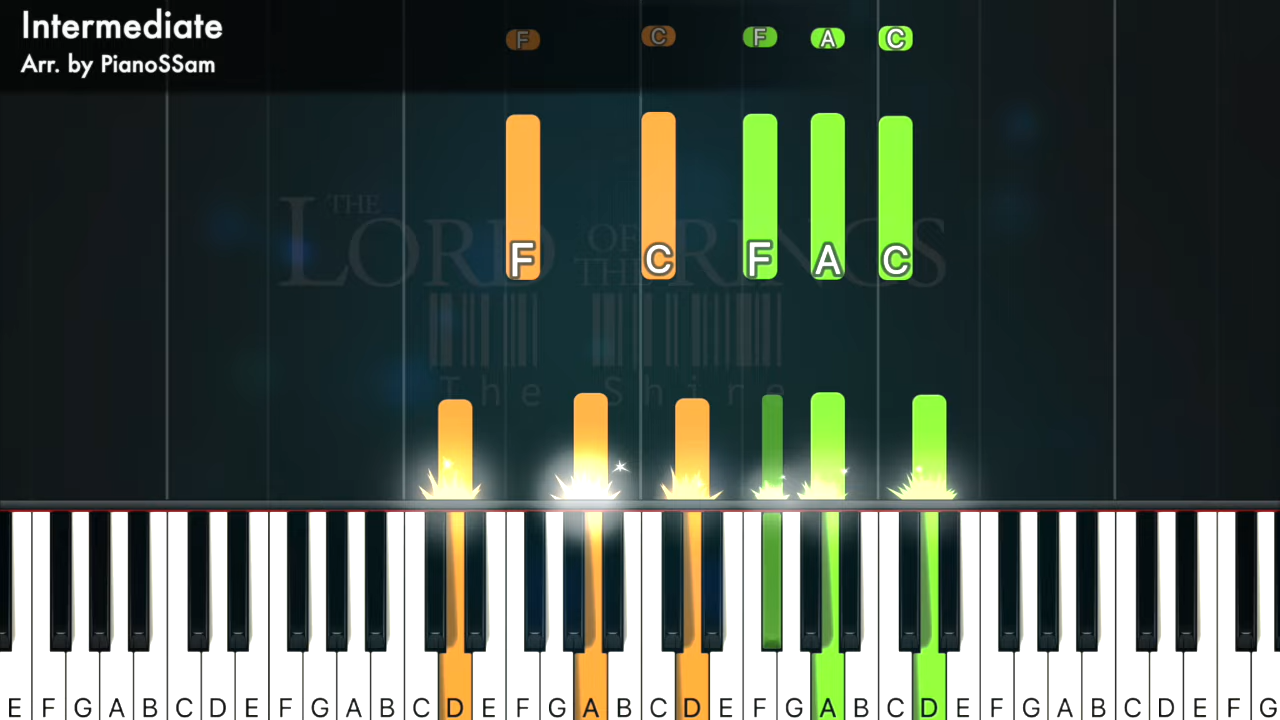 Intermediate
Arr. by PianoSSam
F C F A C
THE
LORD OF THE RINGS
F C F A C
The Shire
E F G A B C D E F G A B C D E F G A B C D E F G A B C D E F G A B C D E F G